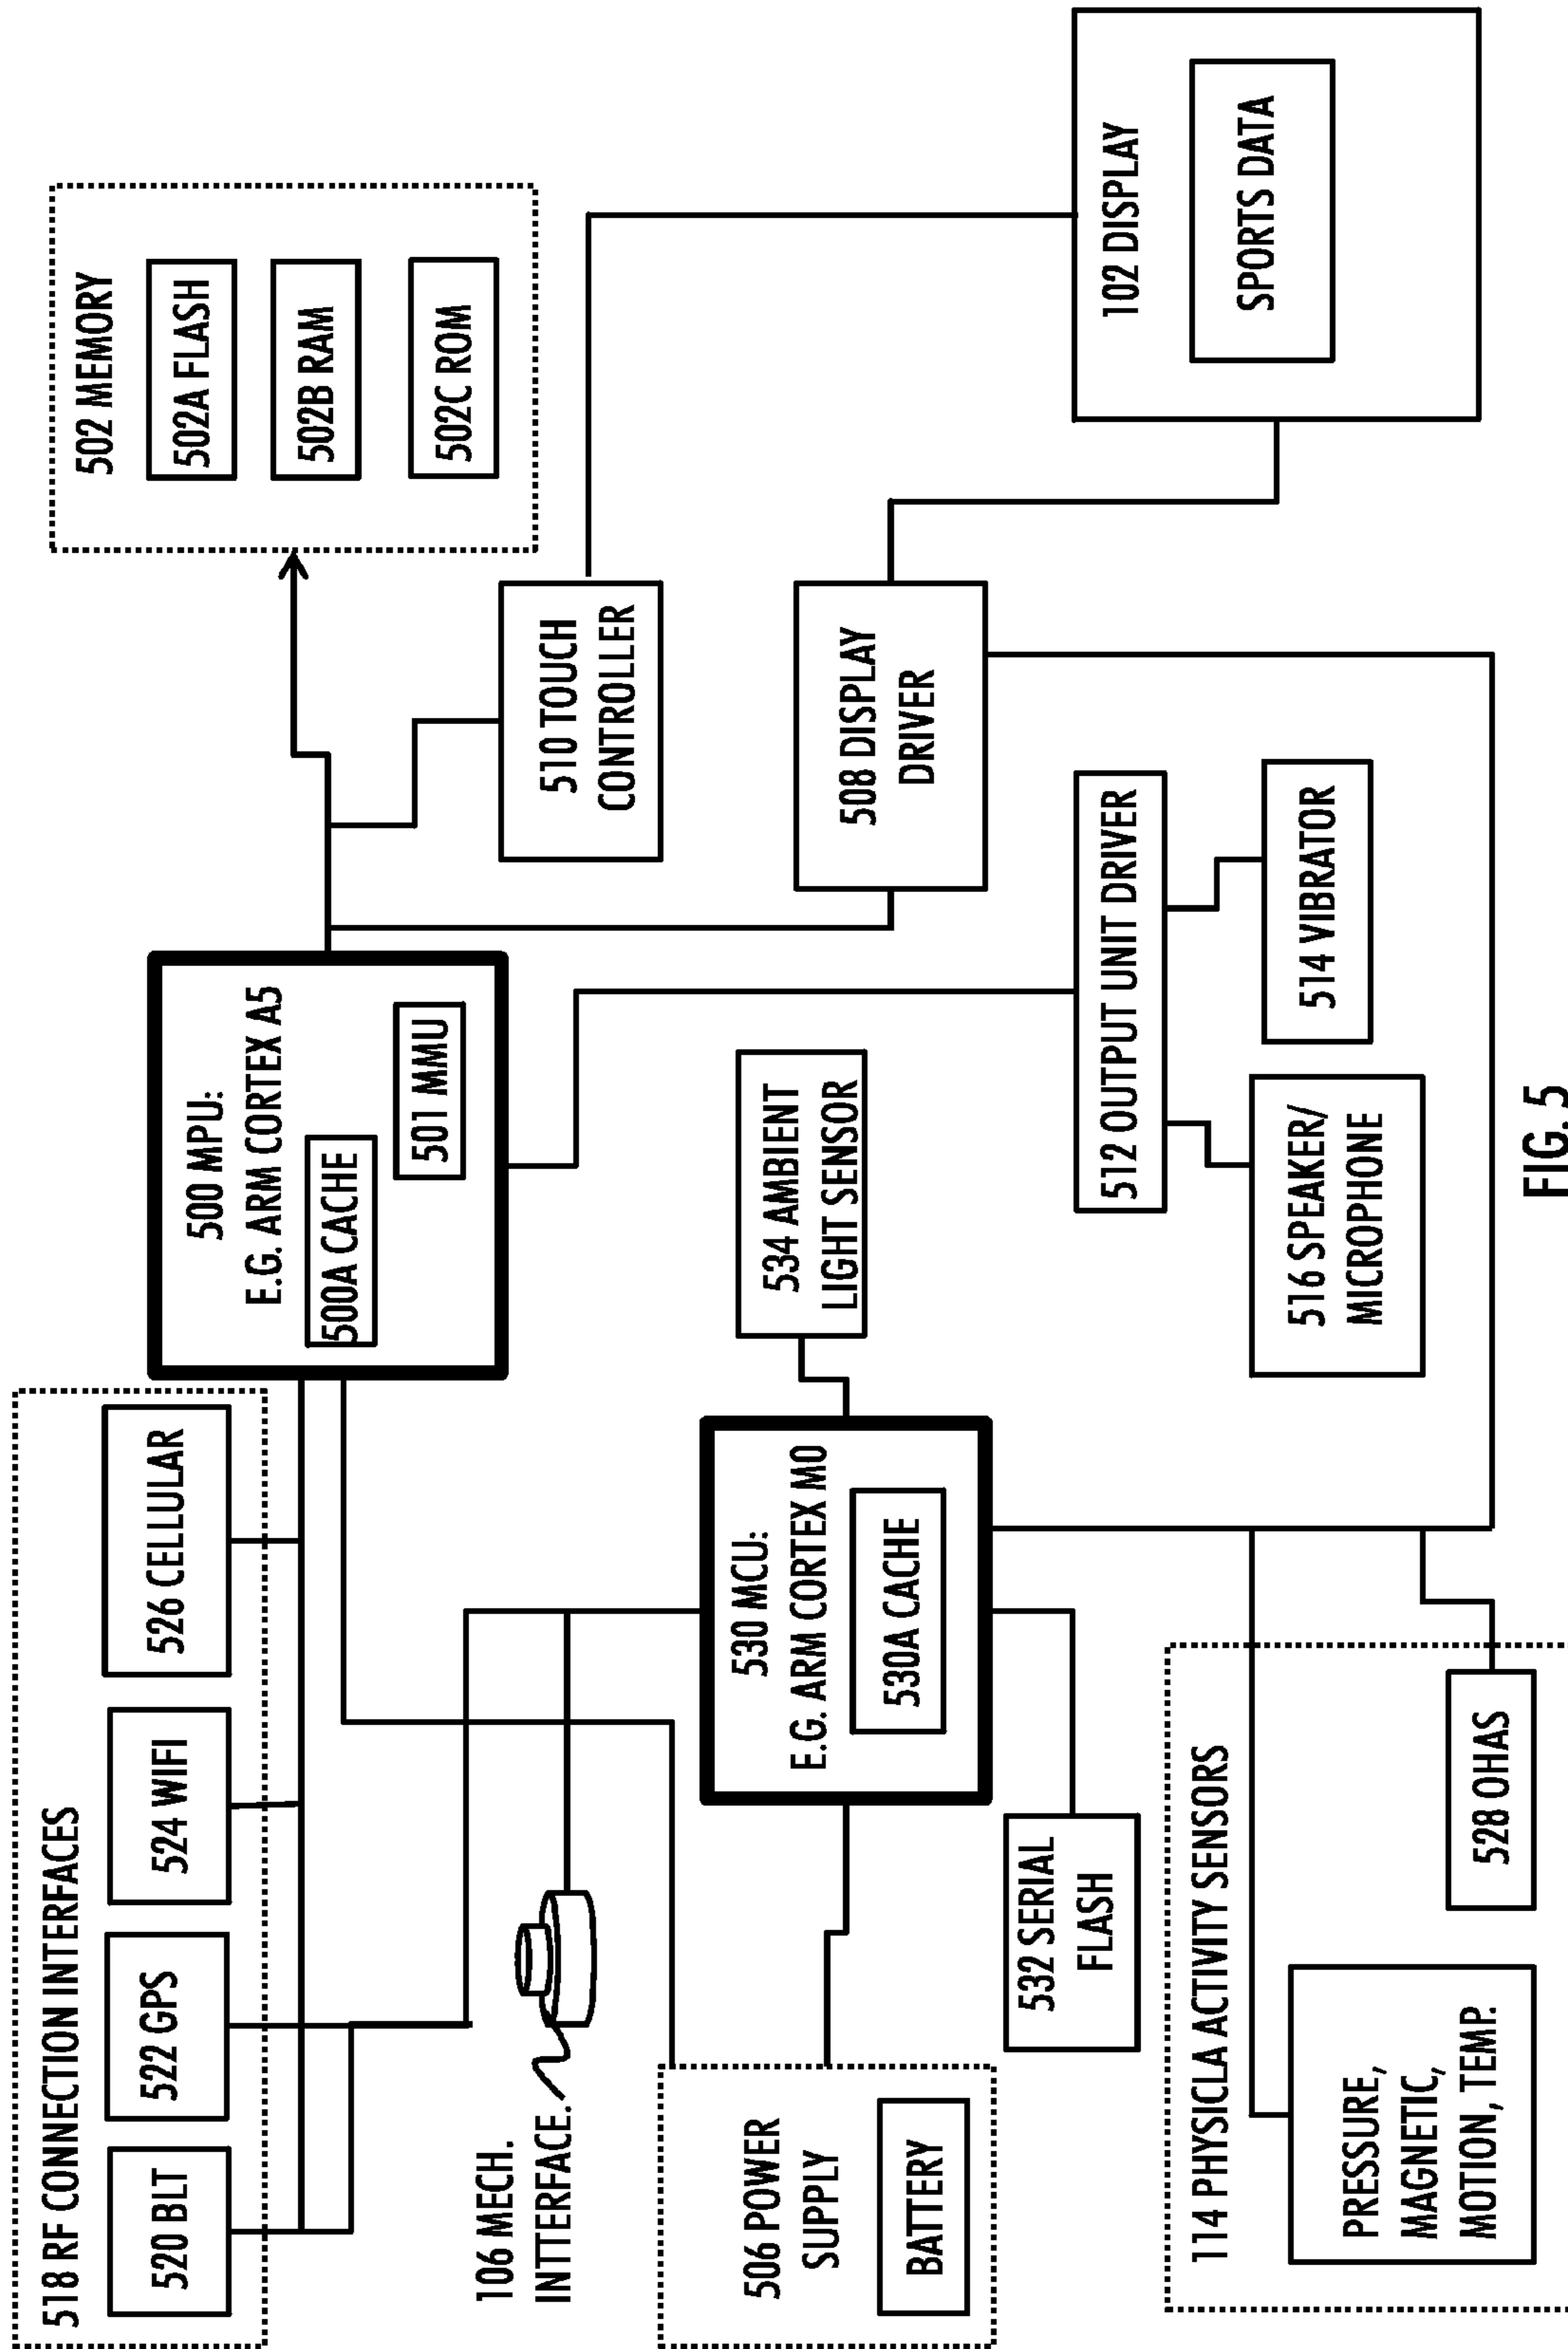 518 RF CONNECTION INTERFACES
520 BLT
522 GPS
524 WIFI
526 CELLULAR
500 MPU:
E.G. ARM CORTEX A5
500A CACHE
501 MMU
502 MEMORY
502A FLASH
502B RAM
502C ROM
106 MECH.
INTTERFACE.
510 TOUCH
CONTROLLER
506 POWER
SUPPLY
BATTERY
530 MCU:
E.G. ARM CORTEX M0
530A CACHE
534 AMBIENT
LIGHT SENSOR
508 DISPLAY
DRIVER
532 SERIAL
FLASH
512 OUTPUT UNIT DRIVER
102 DISPLAY
SPORTS DATA
114 PHYSICLA ACTIVITY SENSORS
PRESSURE,
MAGNETIC,
MOTION, TEMP.
528 OHAS
516 SPEAKER/
MICROPHONE
514 VIBRATOR
FIG. 5